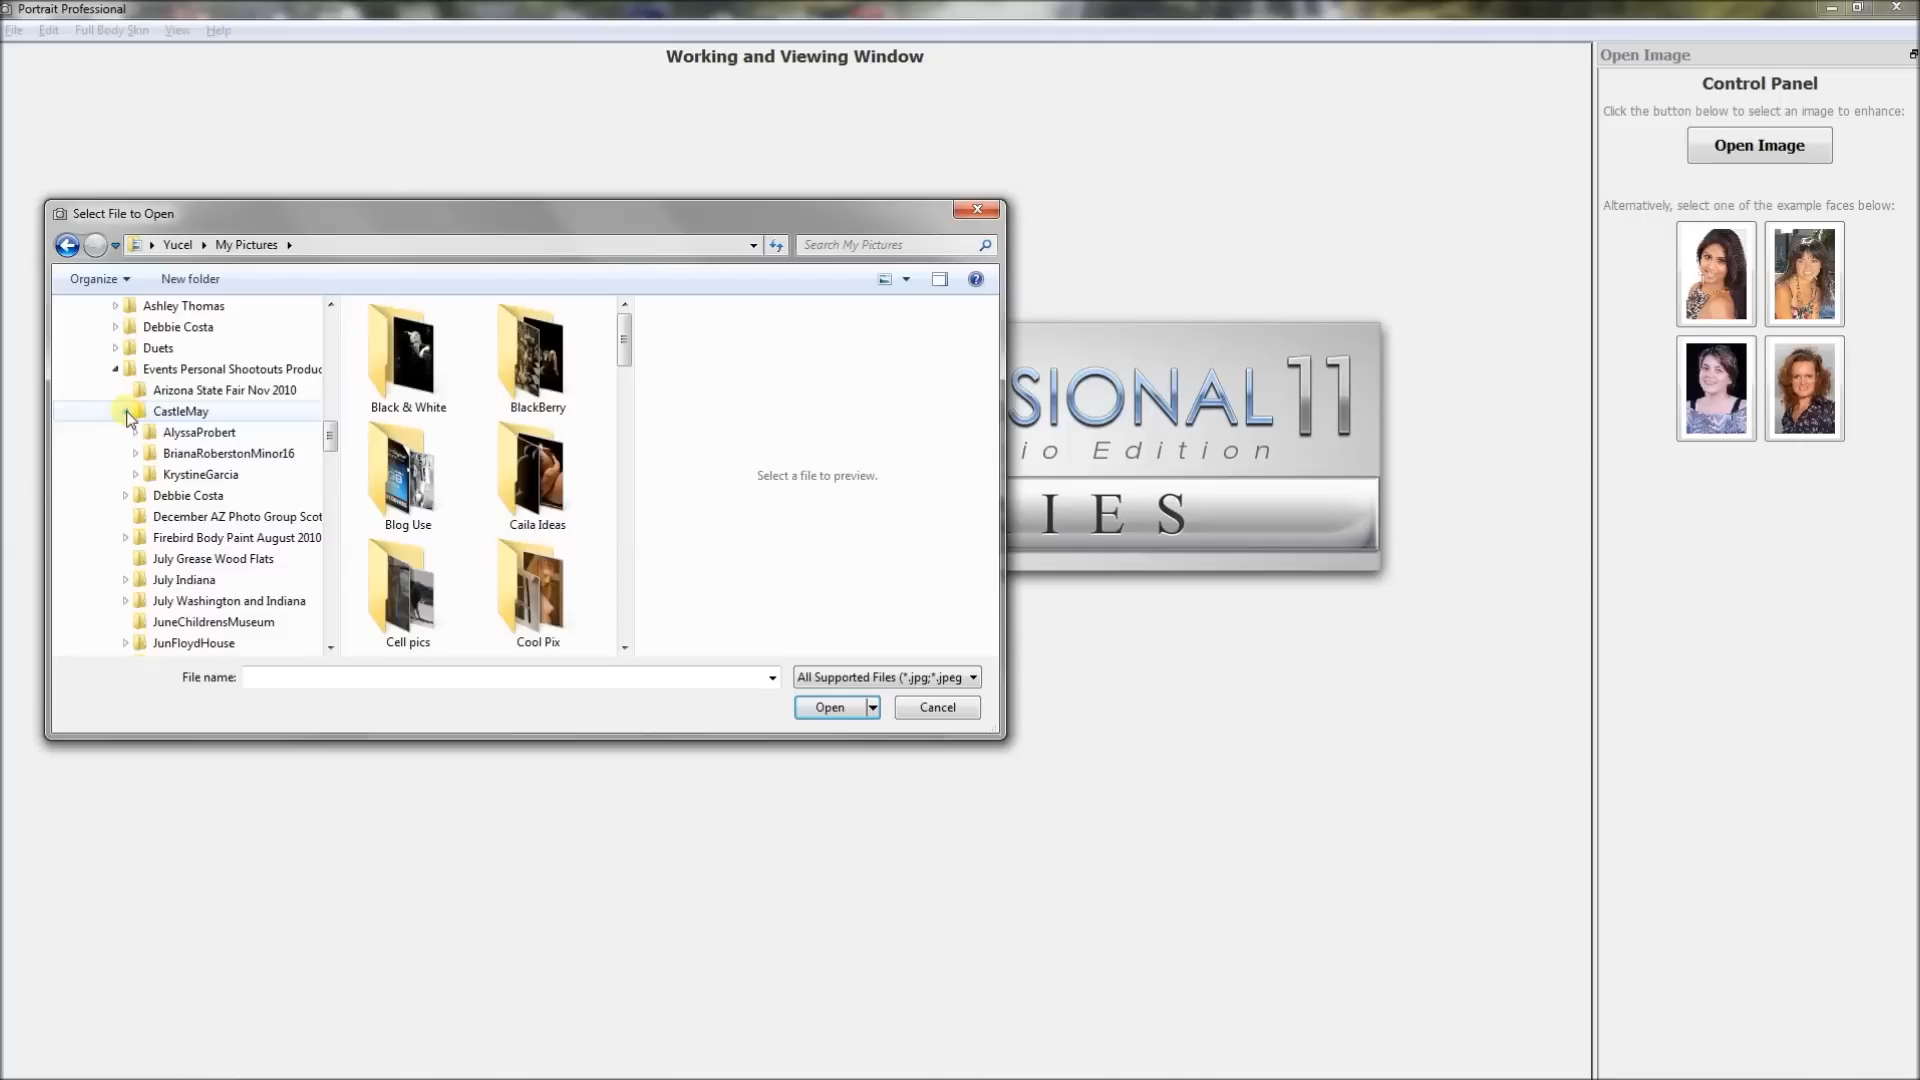 Portrait Professional
File Edit Full Body Skin View Help
Working and Viewing Window
Open Image
Control Panel
Click the button below to select an image to enhance:
Open Image
Alternatively, select one of the example faces below:
Select File to Open
Yucel My Pictures
Search My Pictures
Organize New folder
Ashley Thomas
Debbie Costa
Duets
Events Personal Shootouts Produc
Arizona State Fair Nov 2010
CastleMay
AlyssaProbert
BrianaRoberstonMinor16
KrystineGarcia
Debbie Costa
December AZ Photo Group Scot
Firebird Body Paint August 2010
July Grease Wood Flats
July Indiana
July Washington and Indiana
JuneChildrensMuseum
JunFloydHouse
Black & White BlackBerry
Blog Use Caila Ideas
Cell pics Cool Pix
Select a file to preview.
File name:
All Supported Files (*.jpg;*.jpeg
Open Cancel
SIONAL 11
io Edition
IES